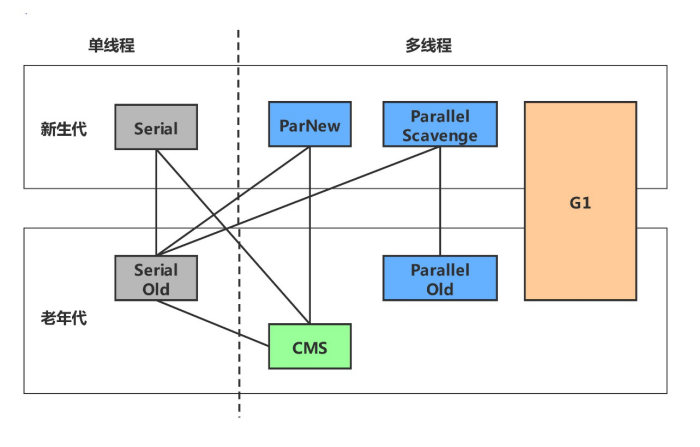 单线程
多线程
新生代
Serial
ParNew
Parallel
Scavenge
G1
老年代
Serial
Old
Parallel
Old
CMS